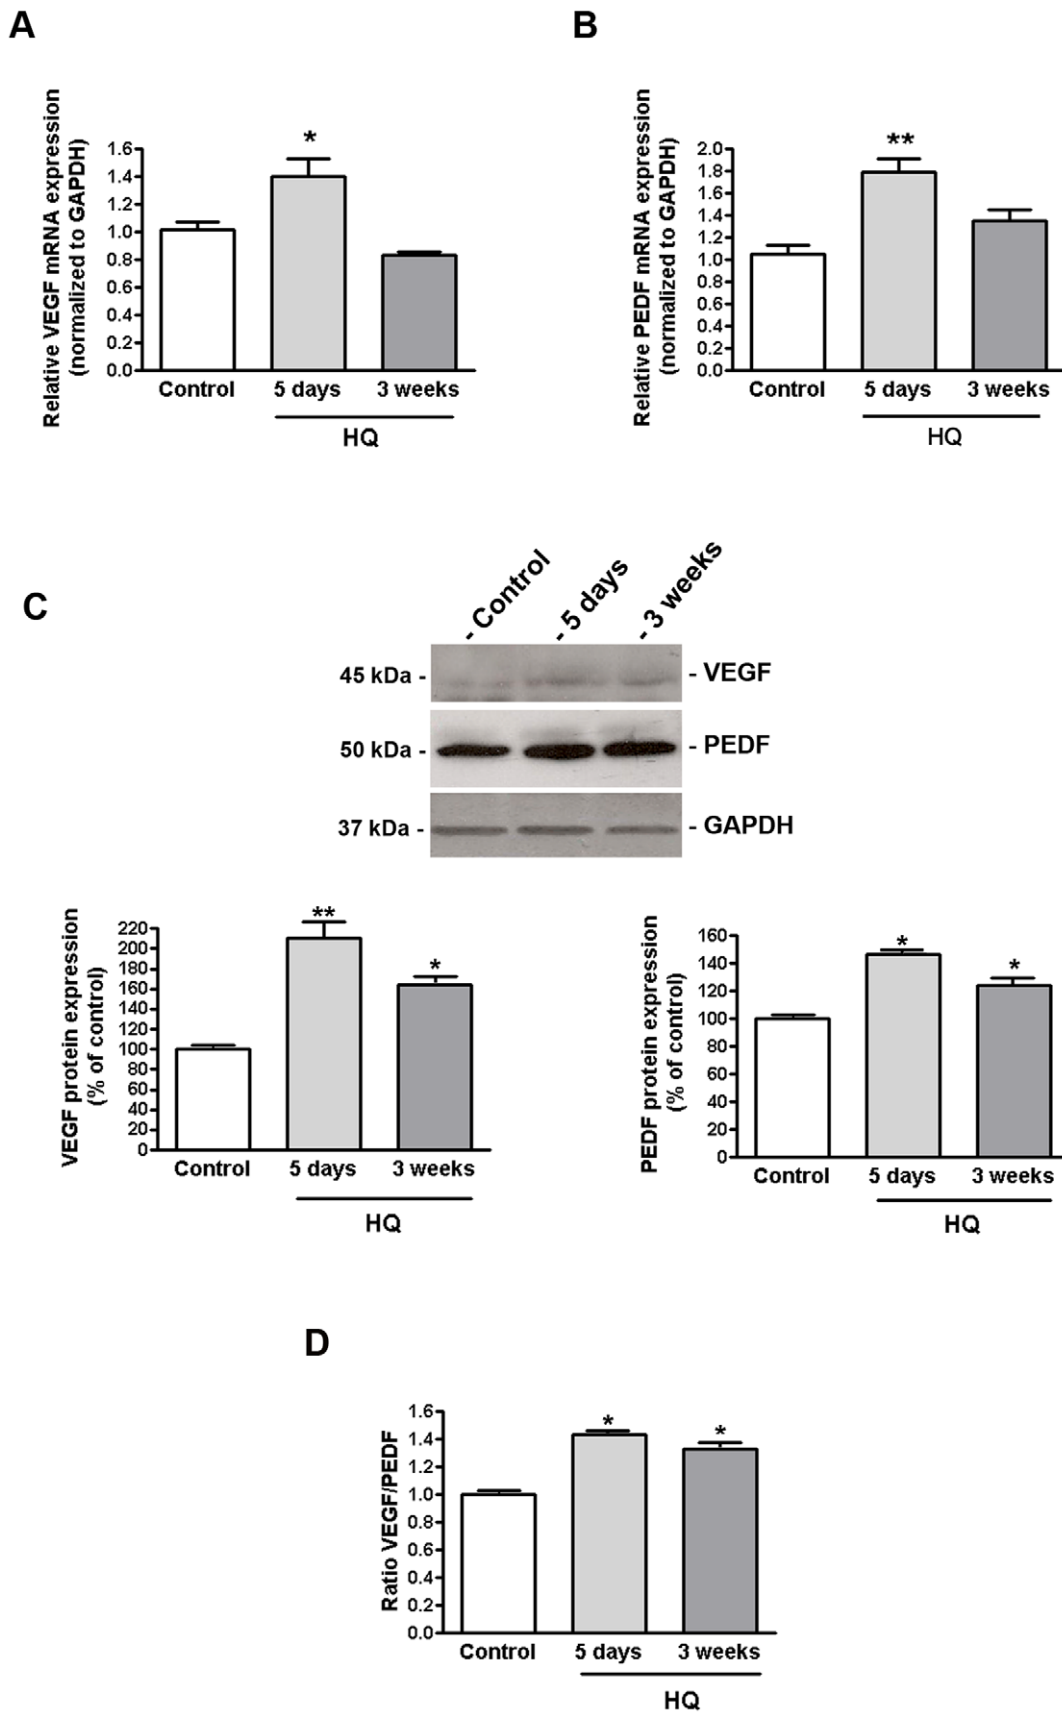 A
Relative VEGF mRNA expression
(normalized to GAPDH)
1.6
1.4
1.2
1.0
0.8
0.6
0.4
0.2
0.0
*
Control 5 days 3 weeks
HQ
B
Relative PEDF mRNA expression
(normalized to GAPDH)
2.0
1.8
1.6
1.4
1.2
1.0
0.8
0.6
0.4
0.2
0.0
**
Control 5 days 3 weeks
HQ
C
- Control
- 5 days
- 3 weeks
45 kDa - - VEGF
50 kDa - - PEDF
37 kDa - - GAPDH
VEGF protein expression
(% of control)
220
200
180
160
140
120
100
80
60
40
20
0
**
*
Control 5 days 3 weeks
HQ
PEDF protein expression
(% of control)
160
140
120
100
80
60
40
20
0
*
*
Control 5 days 3 weeks
HQ
D
Ratio VEGF/PEDF
1.6
1.4
1.2
1.0
0.8
0.6
0.4
0.2
0.0
*
*
Control 5 days 3 weeks
HQ